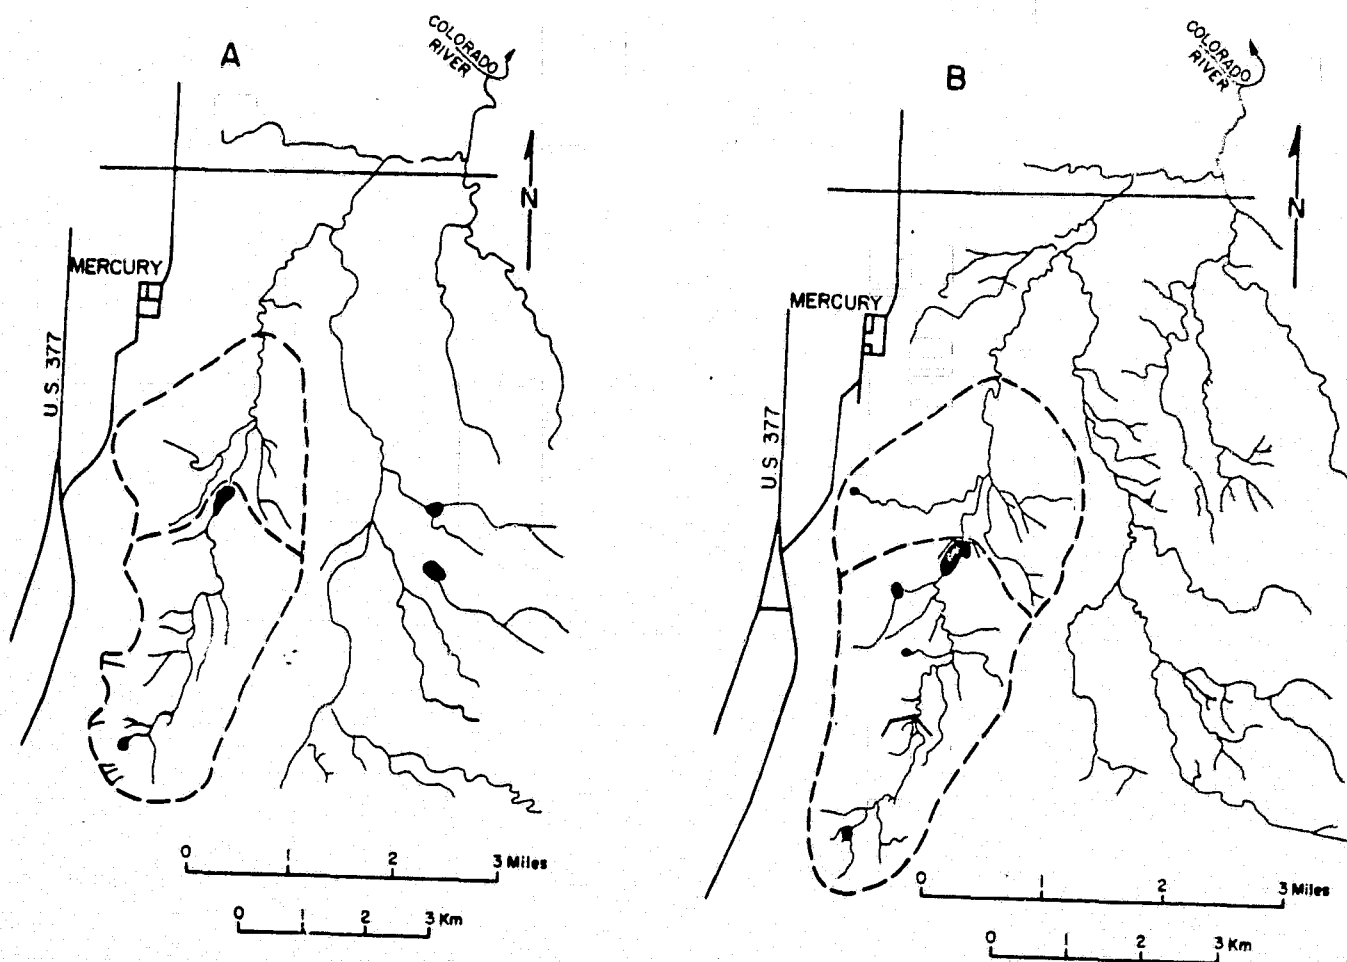 A
COLORADO
RIVER
N
MERCURY
U.S. 377
0 1 2 3 Miles
0 1 2 3 Km
B
COLORADO
RIVER
N
MERCURY
U.S. 377
0 1 2 3 Miles
0 1 2 3 Km